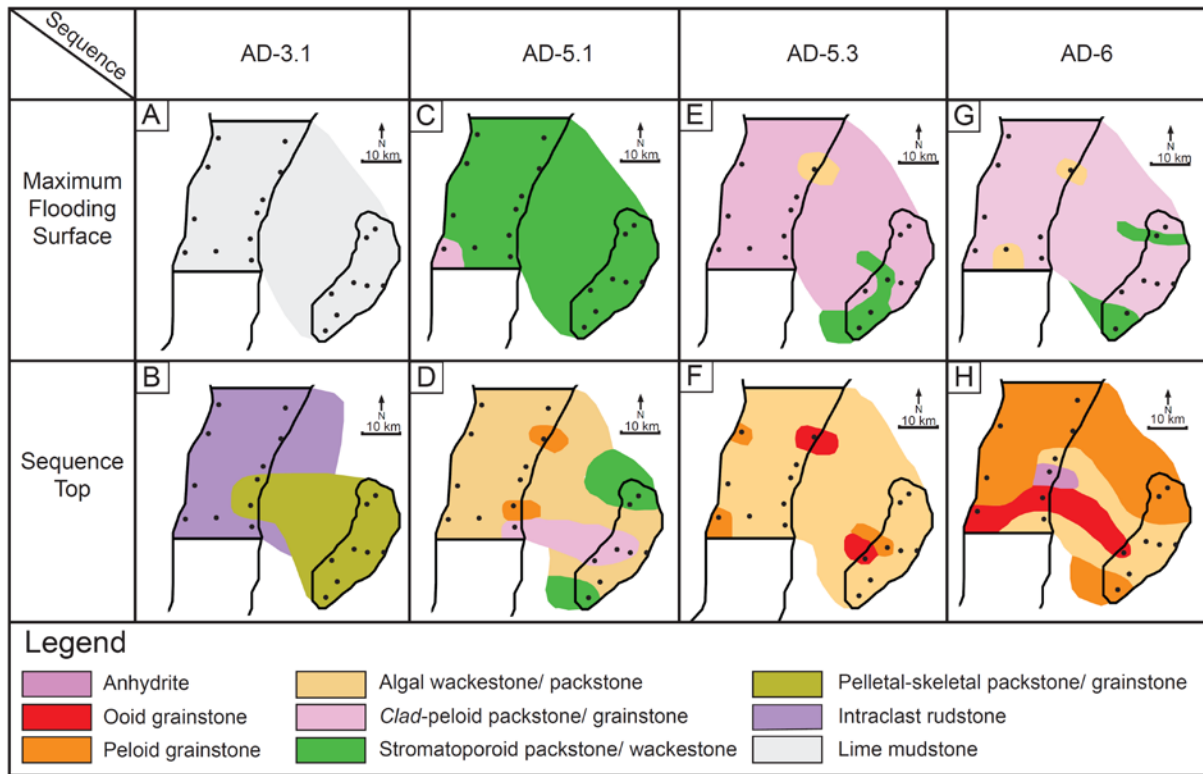 Sequence
AD-3.1
AD-5.1
AD-5.3
AD-6
Maximum
Flooding
Surface
A
N
10 km
C
N
10 km
E
N
10 km
G
N
10 km
Sequence
Top
B
N
10 km
D
N
10 km
F
N
10 km
H
N
10 km
Legend
Anhydrite
Algal wackestone/ packstone
Pelletal-skeletal packstone/ grainstone
Ooid grainstone
Clad-peloid packstone/ grainstone
Intraclast rudstone
Peloid grainstone
Stromatoporoid packstone/ wackestone
Lime mudstone